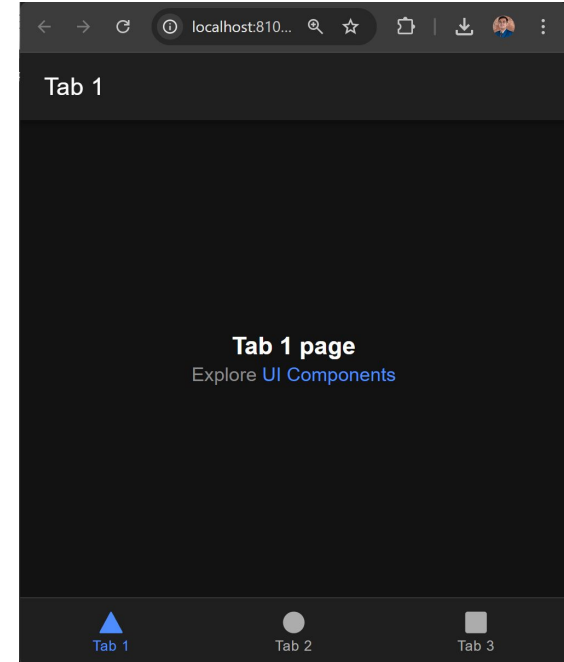 localhost:810...
Tab 1
Tab 1 page
Explore UI Components
Tab 1
Tab 2
Tab 3